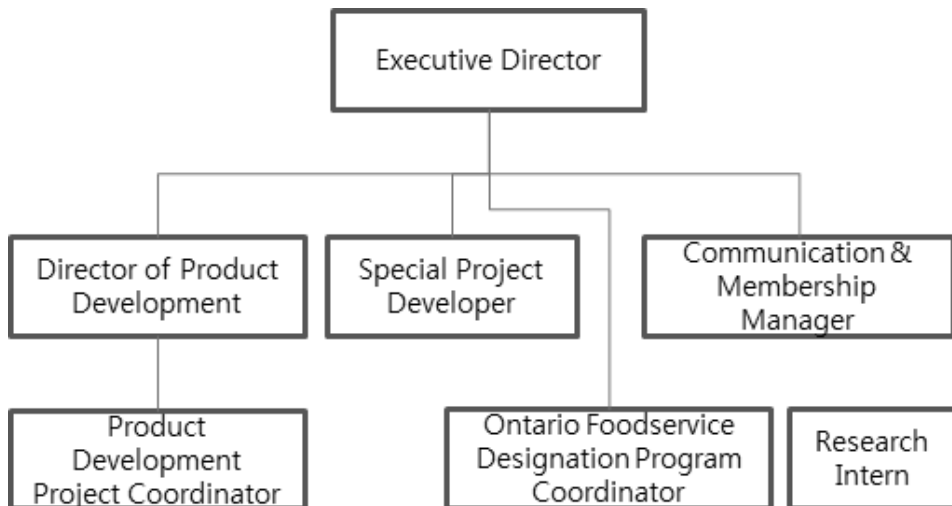 Executive Director
Director of Product
Development
Special Project
Developer
Communication &
Membership
Manager
Product
Development
Project Coordinator
Ontario Foodservice
Designation Program
Coordinator
Research
Intern